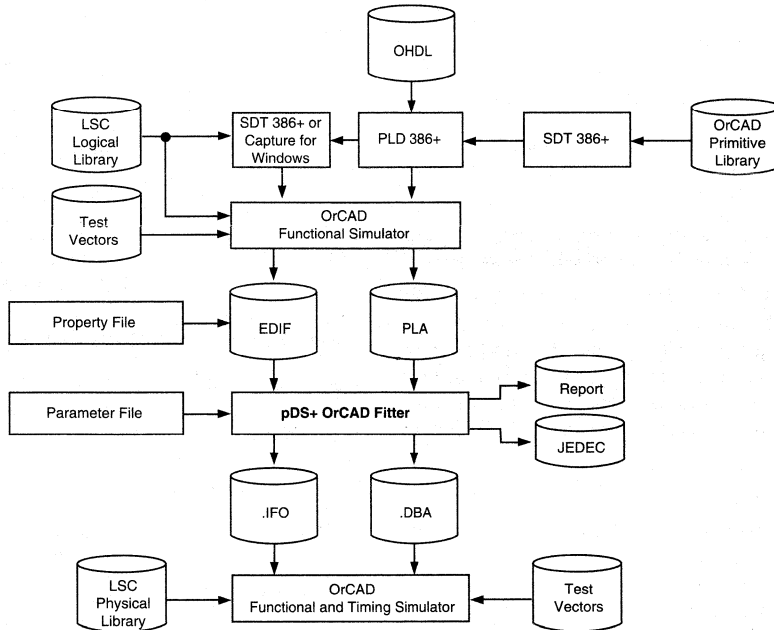 OHDL
LSC
Logical
Library
SDT 386+ or
Capture for
Windows
PLD 386+
SDT 386+
OrCAD
Primitive
Library
Test
Vectors
OrCAD
Functional Simulator
Property File
EDIF
PLA
Parameter File
pDS+ OrCAD Fitter
Report
JEDEC
.IFO
.DBA
LSC
Physical
Library
OrCAD
Functional and Timing Simulator
Test
Vectors